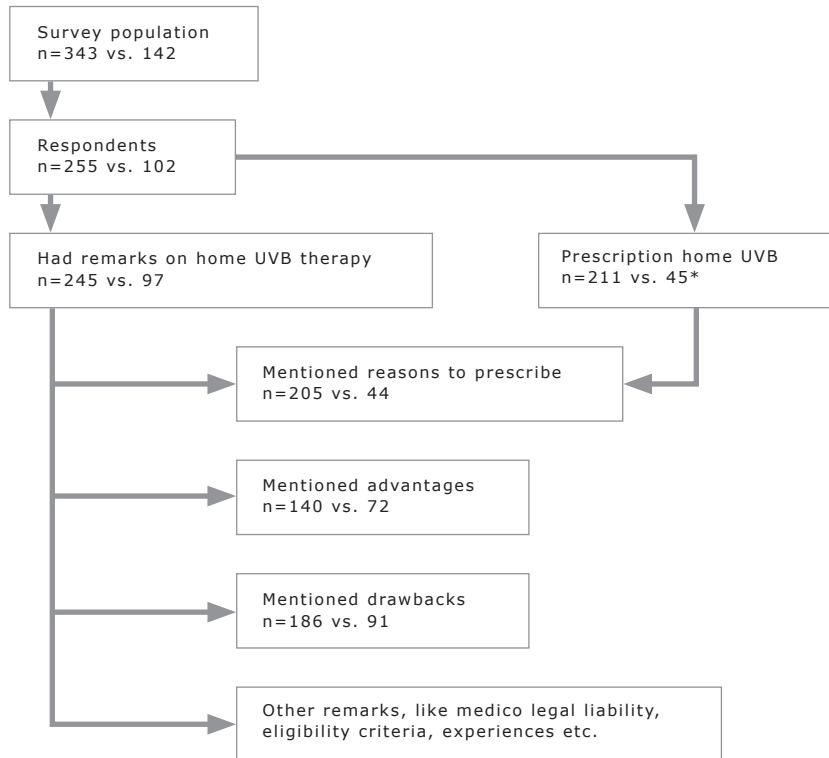 Survey population
n=343 vs. 142
Respondents
n=255 vs. 102
Had remarks on home UVB therapy
n=245 vs. 97
Prescription home UVB
n=211 vs. 45*
Mentioned reasons to prescribe
n=205 vs. 44
Mentioned advantages
n=140 vs. 72
Mentioned drawbacks
n=186 vs. 91
Other remarks, like medico legal liability,
eligibility criteria, experiences etc.